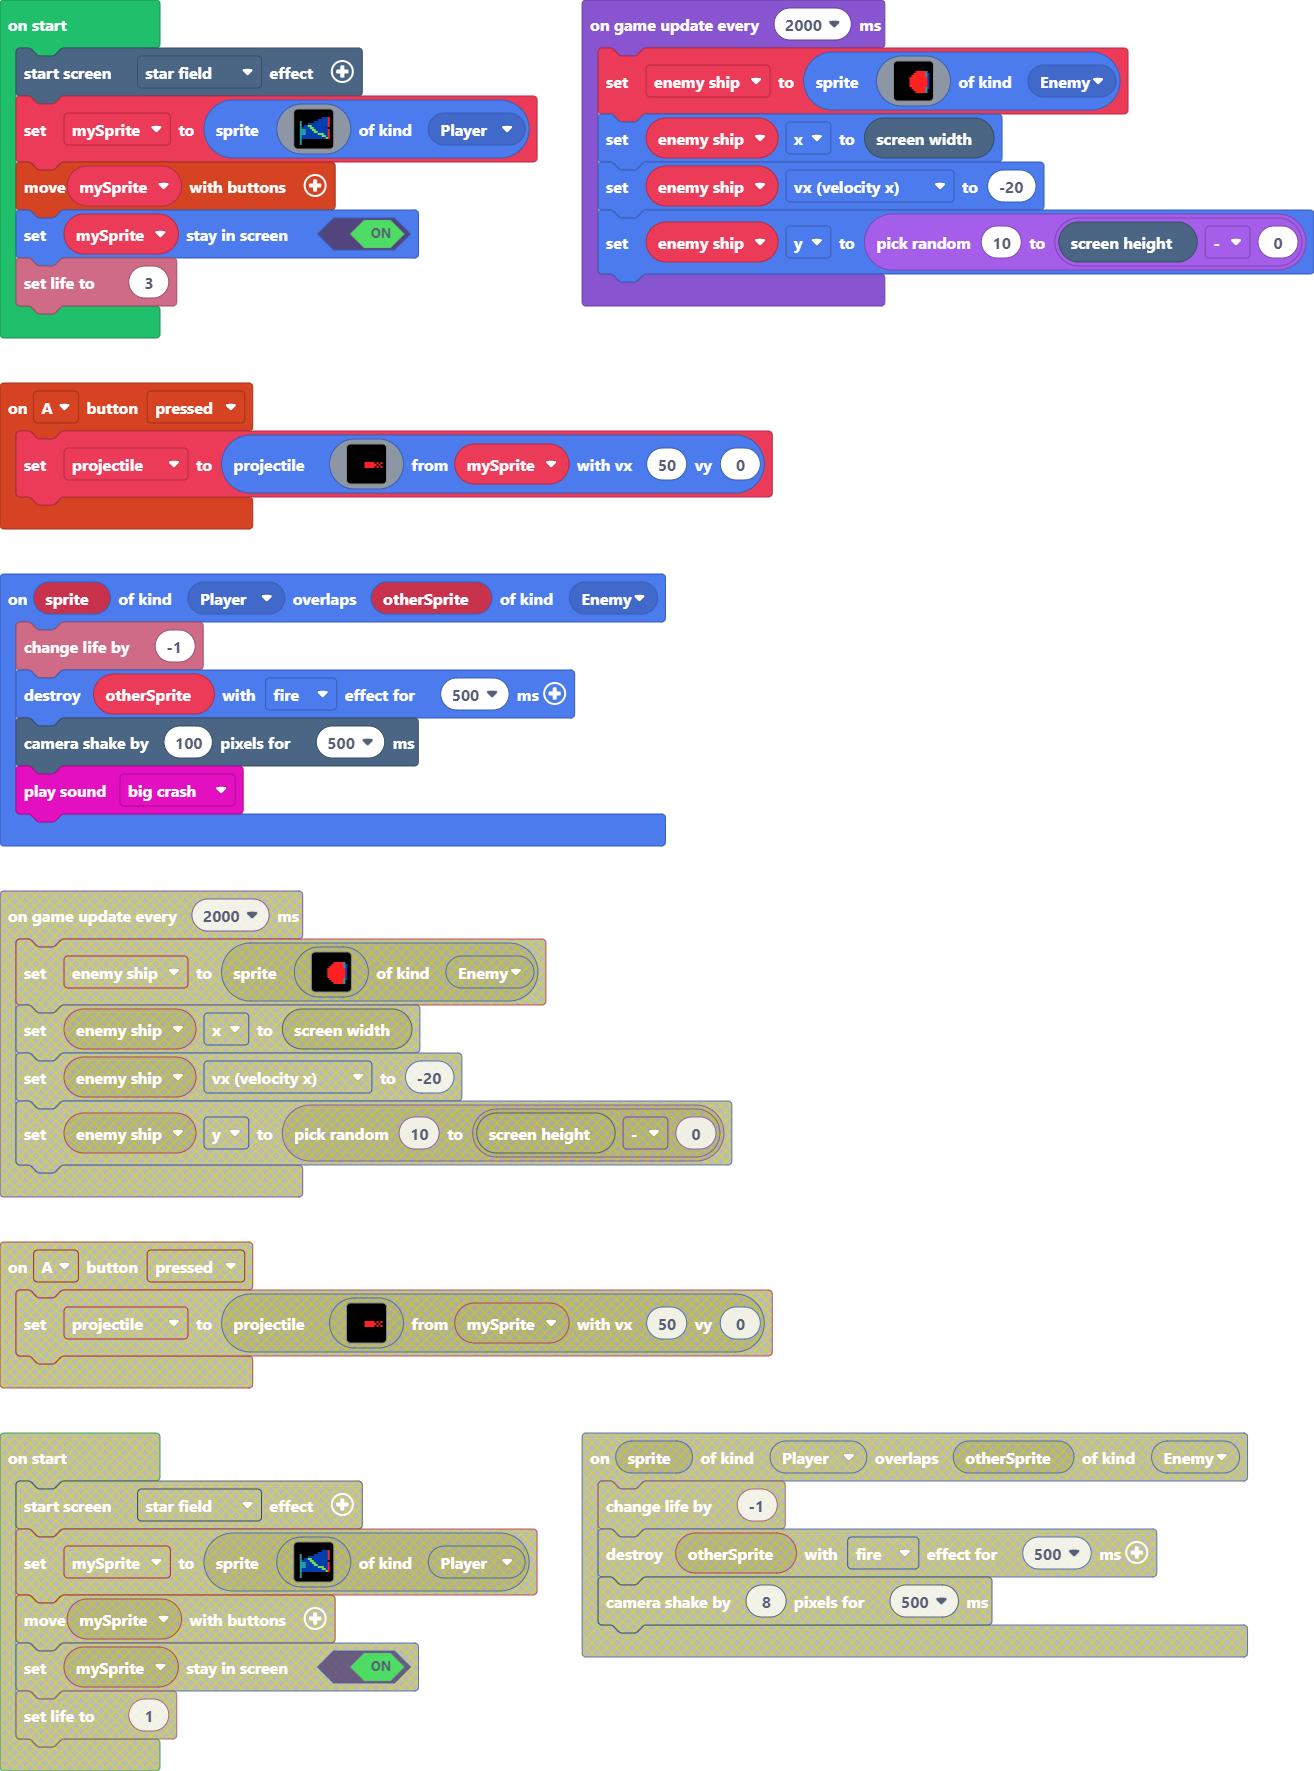 on start
start screen star field effect
set mySprite to sprite of kind Player
move mySprite with buttons
set mySprite stay in screen ON
set life to 3
on game update every 2000 ms
set enemy ship to sprite of kind Enemy
set enemy ship x to screen width
set enemy ship vx (velocity x) to -20
set enemy ship y to pick random 10 to screen height - 0
on A button pressed
set projectile to projectile from mySprite with vx 50 vy 0
on sprite of kind Player overlaps otherSprite of kind Enemy
change life by -1
destroy otherSprite with fire effect for 500 ms
camera shake by 100 pixels for 500 ms
play sound big crash
on game update every 2000 ms
set enemy ship to sprite of kind Enemy
set enemy ship x to screen width
set enemy ship vx (velocity x) to -20
set enemy ship y to pick random 10 to screen height - 0
on A button pressed
set projectile to projectile from mySprite with vx 50 vy 0
on start
start screen star field effect
set mySprite to sprite of kind Player
move mySprite with buttons
set mySprite stay in screen ON
set life to 1
on sprite of kind Player overlaps otherSprite of kind Enemy
change life by -1
destroy otherSprite with fire effect for 500 ms
camera shake by 8 pixels for 500 ms